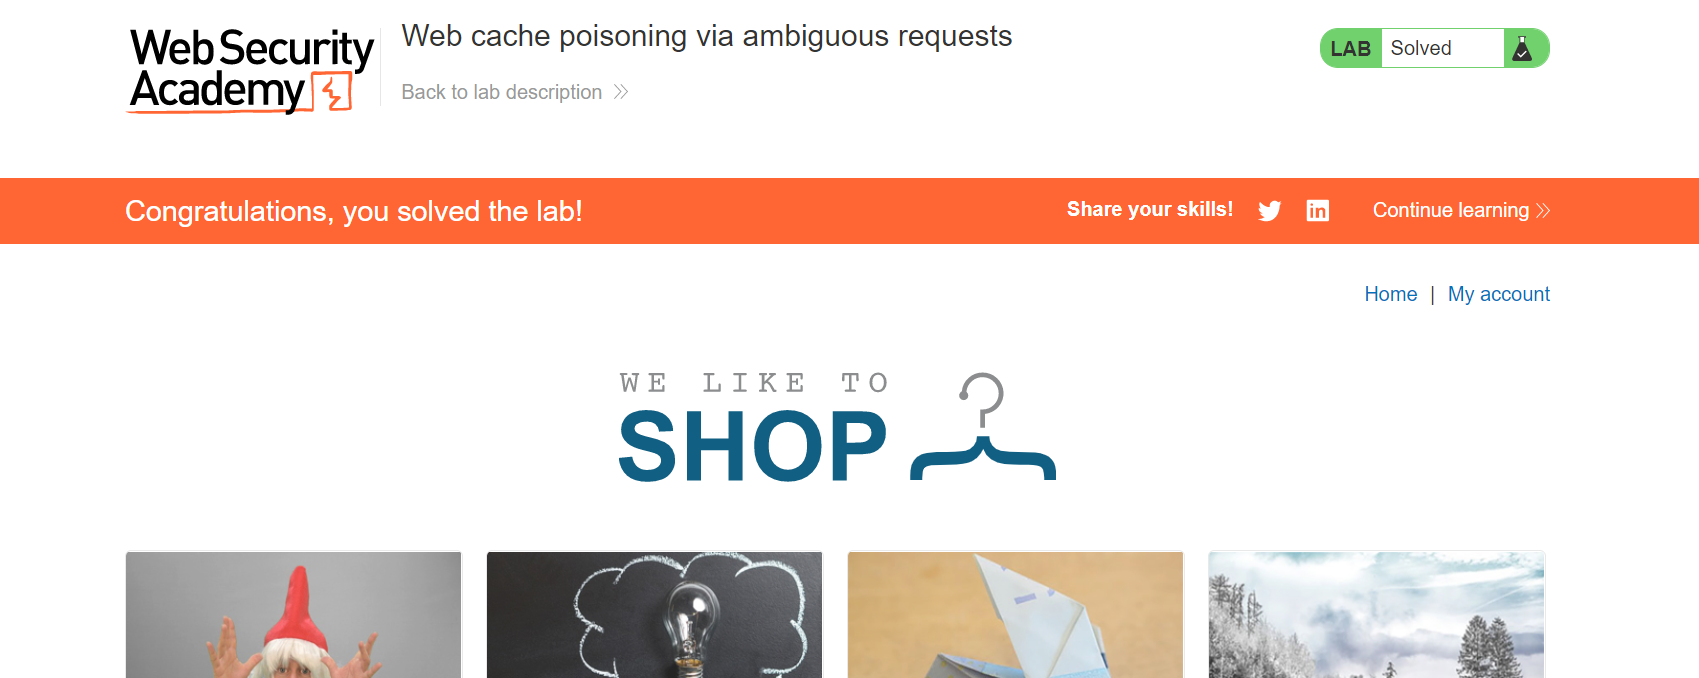 Web Security
Academy
Web cache poisoning via ambiguous requests
Back to lab description
LAB Solved
Congratulations, you solved the lab!
Share your skills!
Continue learning
Home | My account
WE LIKE TO
SHOP